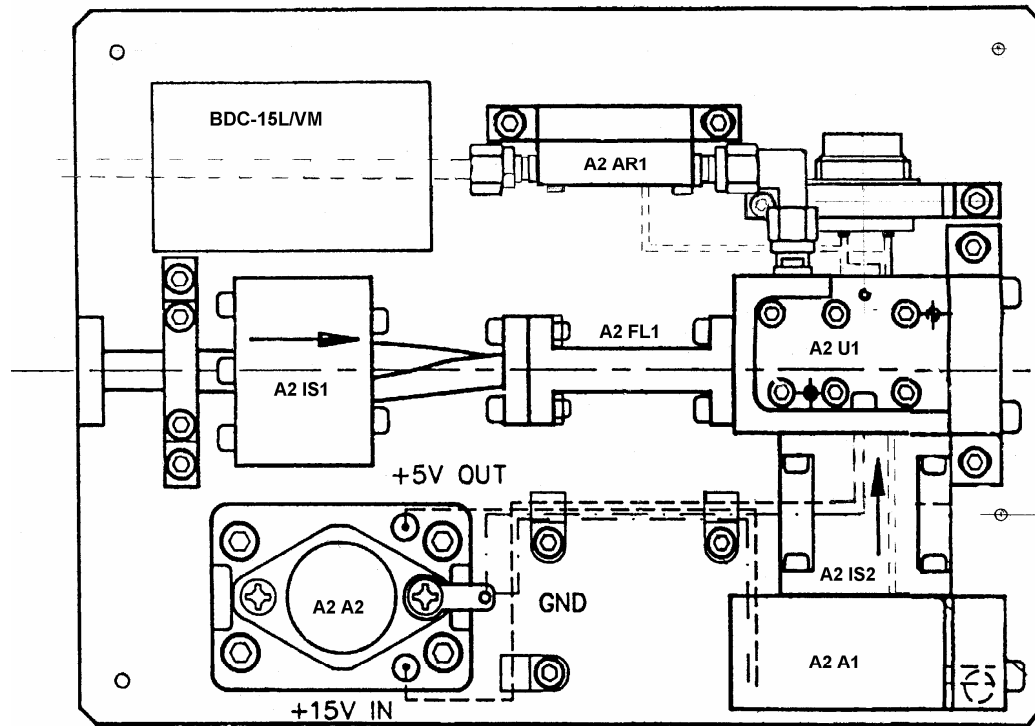 BDC-15L/VM
A2 AR1
A2 FL1
A2 U1
A2 IS1
+5V OUT
A2 IS2
A2 A2
GND
A2 A1
+15V IN